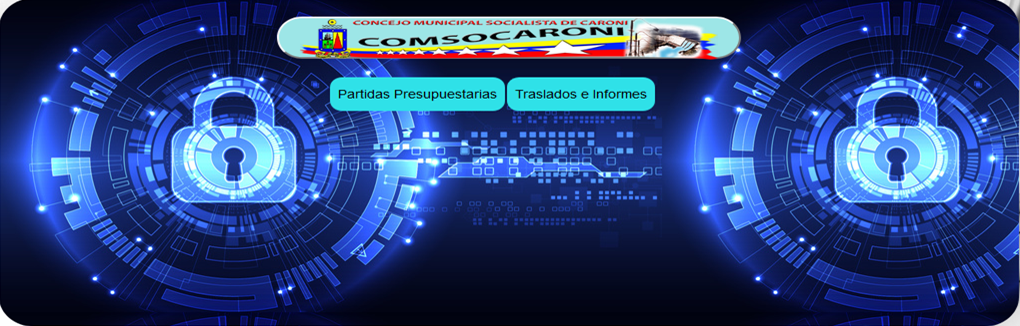 CONCEJO MUNICIPAL SOCIALISTA DE CARONI
COMSOCARONI
Partidas Presupuestarias
Traslados e Informes